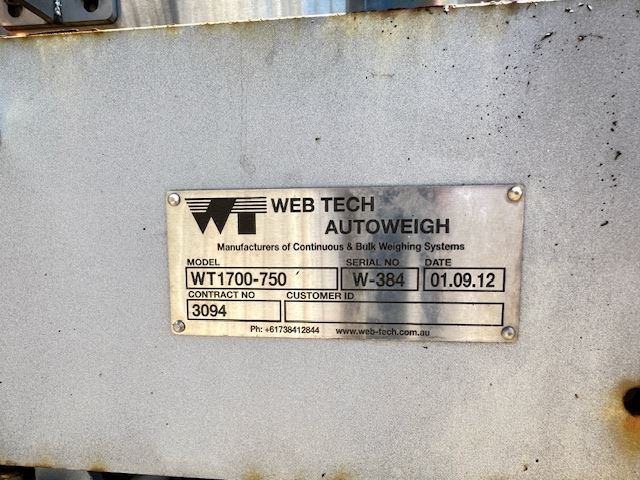 WT WEB TECH
AUTOWEIGH
Manufacturers of Continuous & Bulk Weighing Systems
MODEL SERIAL NO DATE
WT1700-750 W-384 01.09.12
CONTRACT NO CUSTOMER ID
3094
Ph: +61738412844 www.web-tech.com.au